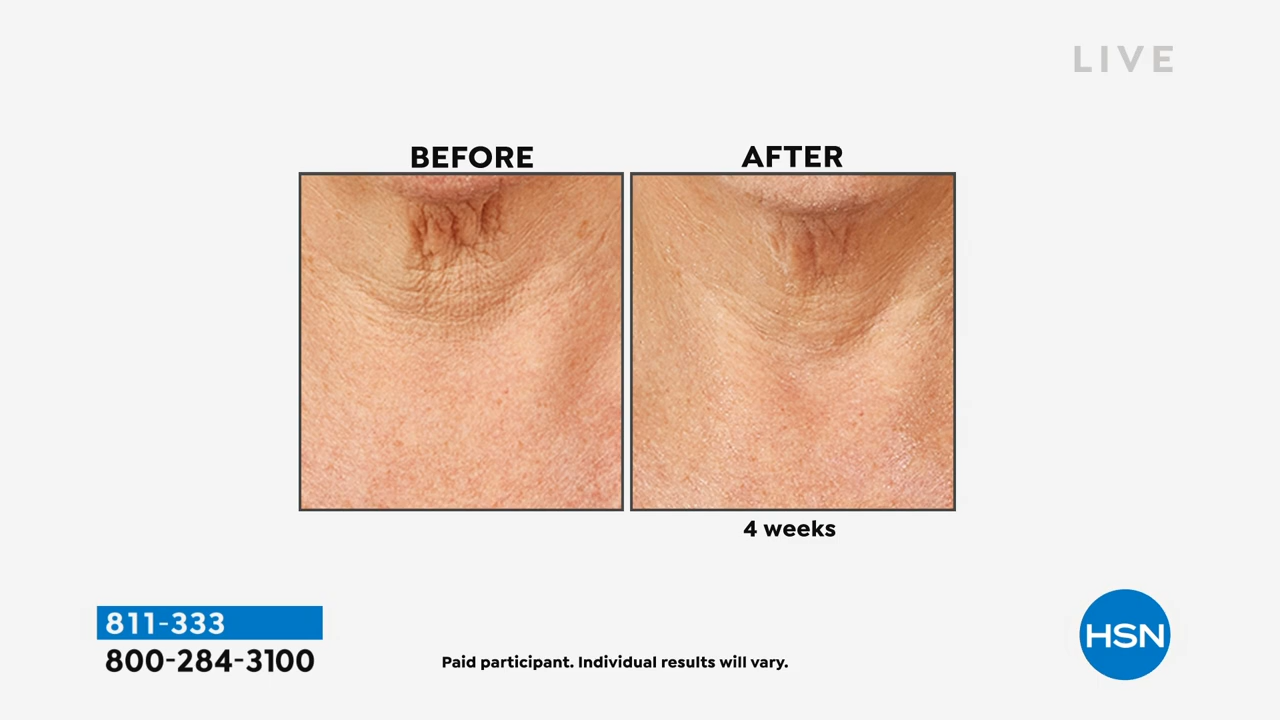 LIVE
BEFORE
AFTER
4 weeks
811-333
800-284-3100
Paid participant. Individual results will vary.
HSN